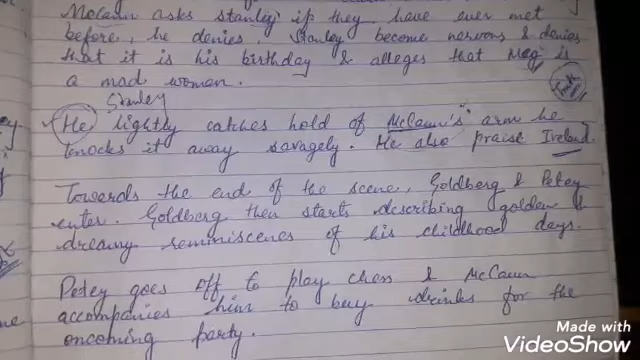 McCann asks stanley if they have ever met
before, he denies. Stanley become nervous & denies
that it is his birthday & alleges that Meg is
a mad women.
Stanley
He lightly catches hold of McCann's arm he
knocks it away savagely. He also praise Ireland.
Towards the end of the scene, Goldberg & Petey
enter. Goldberg then starts describing golden &
dreamy reminiscences of his childhood days.
Petey goes off to play chess & McCann
accompanies him to buy drinks for the
oncoming party.
Made with
VideoShow